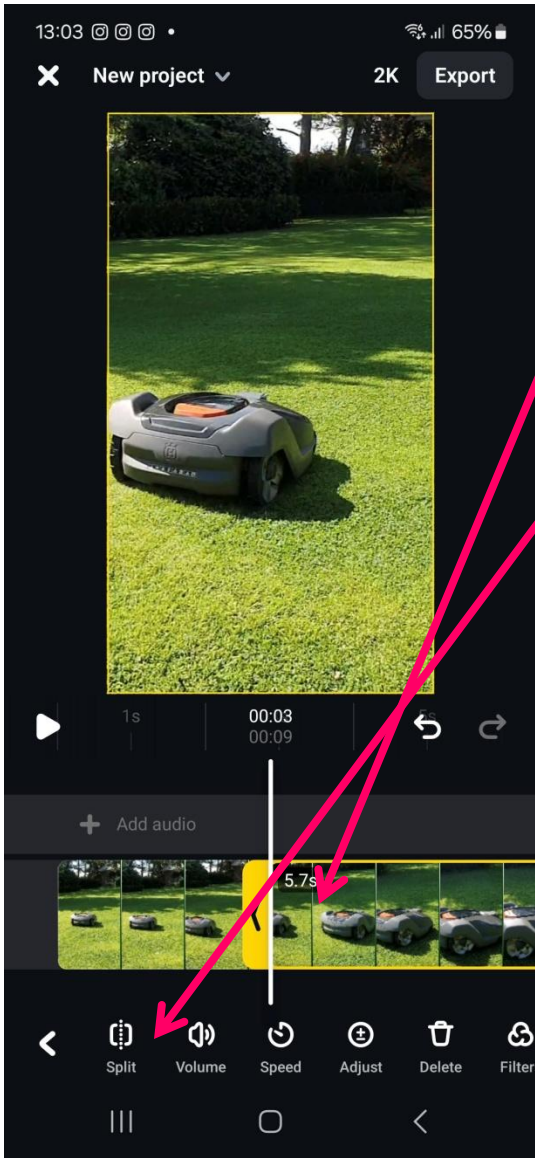 13:03 65%
New project 2K Export
1s 00:03 5s
00:09
Add audio
5.7s
Split Volume Speed Adjust Delete Filter